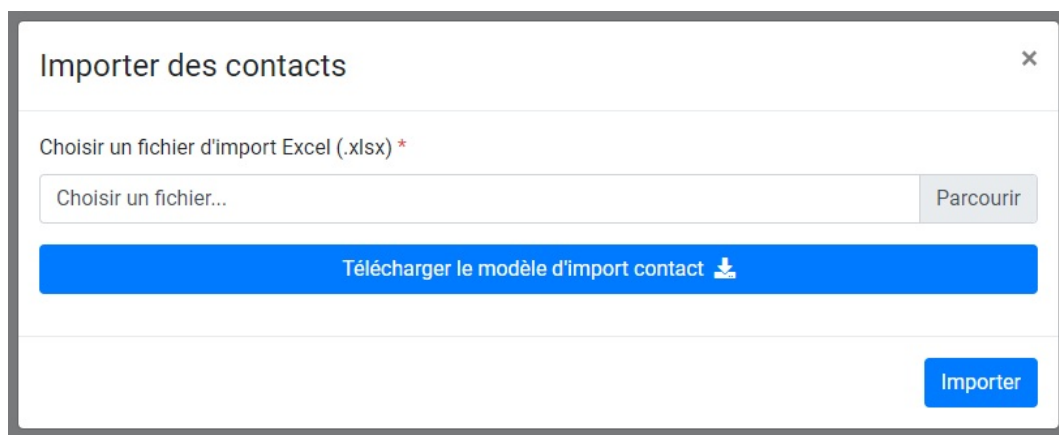 Importer des contacts
×
Choisir un fichier d'import Excel (.xlsx) *
Choisir un fichier... Parcourir
Télécharger le modèle d'import contact
Importer